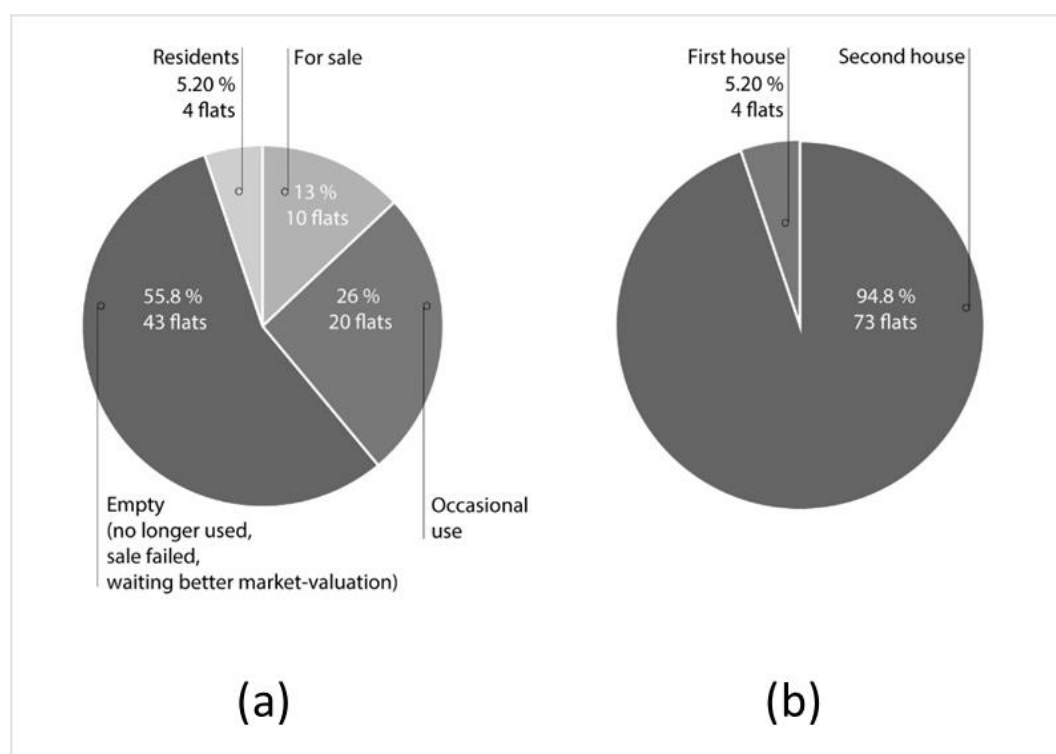 Residents
5.20 %
4 flats
For sale
13 %
10 flats
55.8 %
43 flats
26 %
20 flats
Empty
(no longer used,
sale failed,
waiting better market-valuation)
Occasional
use
(a)
First house
5.20 %
4 flats
Second house
94.8 %
73 flats
(b)